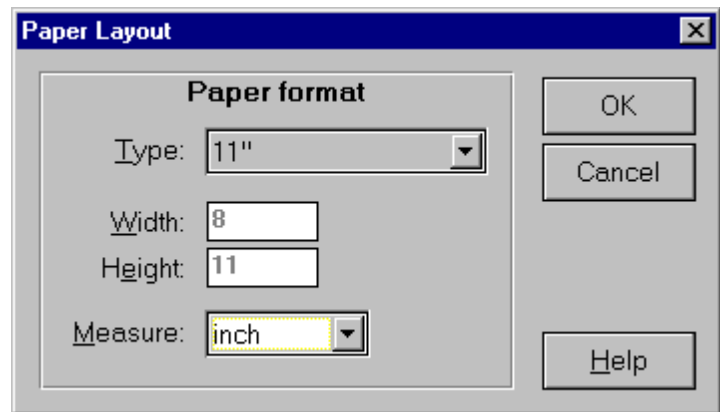 Paper Layout
Paper format
Type: 11"
Width: 8
Height: 11
Measure: inch
OK
Cancel
Help